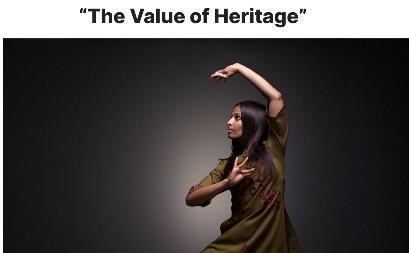 “The Value of Heritage”